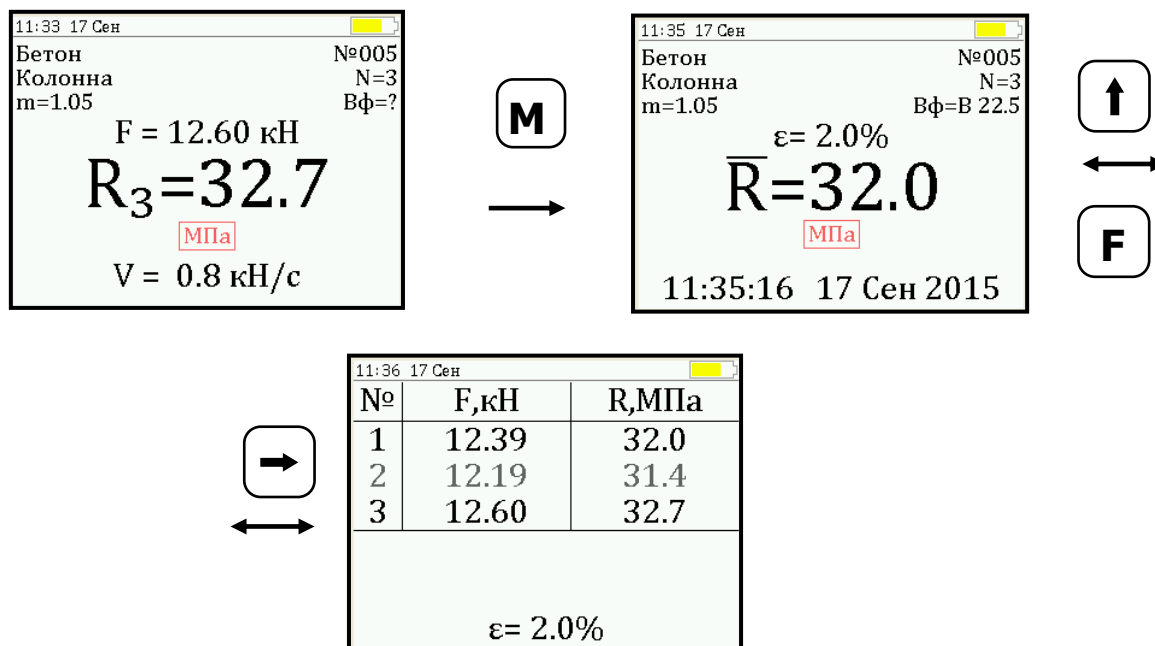 11:33 17 Сен
Бетон №005
Колонна N=3
m=1.05 Вф=?
F = 12.60 кН
R₃=32.7
МПа
V = 0.8 кН/с
M
11:35 17 Сен
Бетон №005
Колонна N=3
m=1.05 Вф=В 22.5
ε= 2.0%
R̅=32.0
МПа
11:35:16 17 Сен 2015
F
11:36 17 Сен
№ F,кН R,МПа
1 12.39 32.0
2 12.19 31.4
3 12.60 32.7
ε= 2.0%